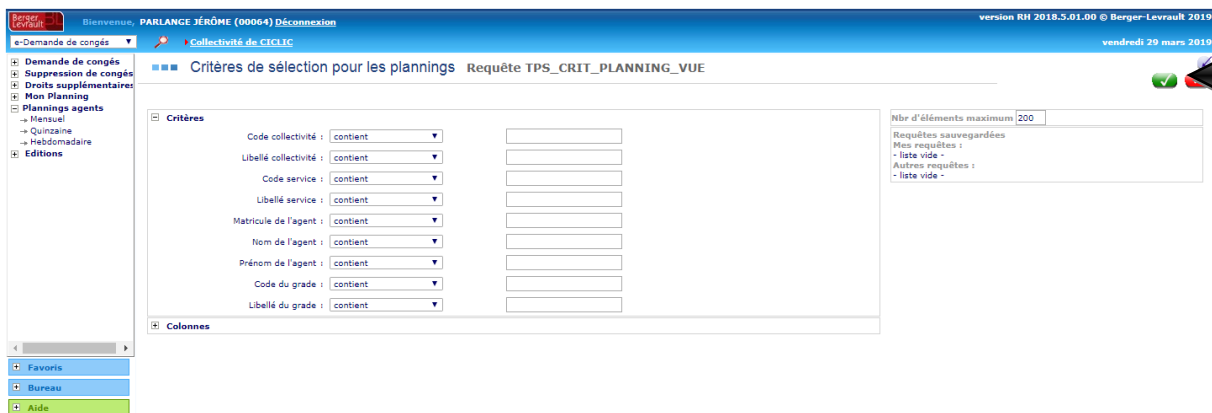 Berger Levrault
Bienvenue, PARLANGE JÉRÔME (00064) Déconnexion
version RH 2018.5.01.00 © Berger-Levrault 2019
e-Demande de congés
Collectivité de CICLIC
vendredi 29 mars 2019
Demande de congés
Suppression de congés
Droits supplémentaires
Mon Planning
Plannings agents
Mensuel
Quinzaine
Hebdomadaire
Editions
Critères de sélection pour les plannings Requête TPS_CRIT_PLANNING_VUE
Critères
Code collectivité : contient
Libellé collectivité : contient
Code service : contient
Libellé service : contient
Matricule de l'agent : contient
Nom de l'agent : contient
Prénom de l'agent : contient
Code du grade : contient
Libellé du grade : contient
Colonnes
Nbr d'éléments maximum 200
Requêtes sauvegardées
Mes requêtes :
- liste vide -
Autres requêtes :
- liste vide -
Favoris
Bureau
Aide